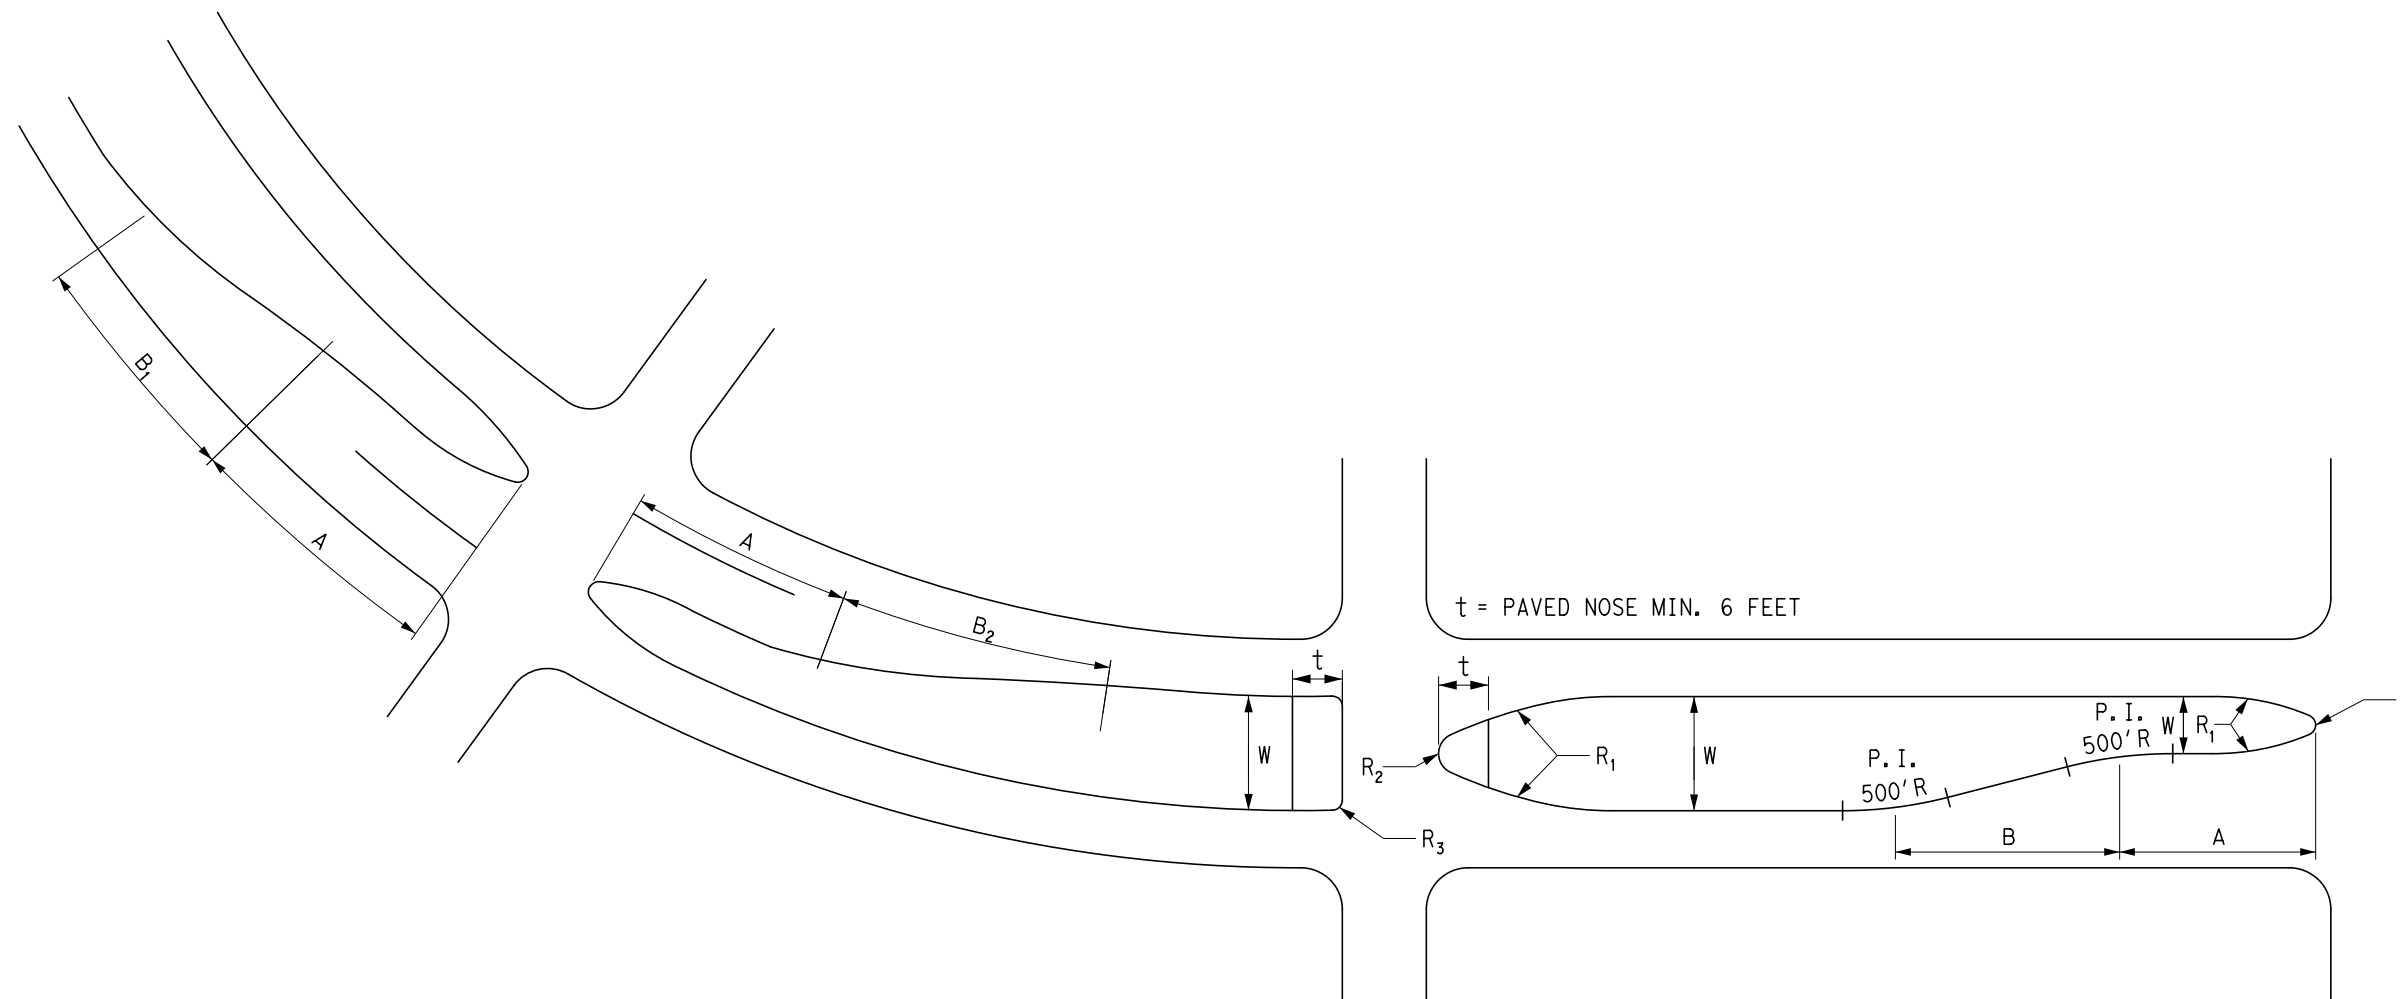 B1
A
A
B2
t = PAVED NOSE MIN. 6 FEET
t
t
W
R3
R2
R1
W
P. I.
500' R
P. I.
500' R
W
R1
B
A